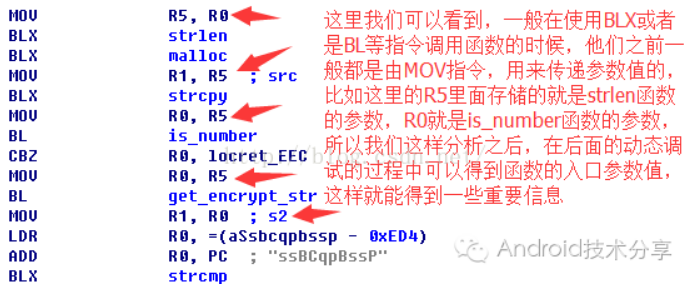 MOV R5, R0
BLX strlen
BLX malloc
MOV R1, R5 ; src
BLX strcpy
MOV R0, R5
BL is_number
CBZ R0, locret_EEC
MOV R0, R5
BL get_encrypt_str
MOV R1, R0 ; s2
LDR R0, =(aSsbcqpbssp - 0xED4)
ADD R0, PC ; "ssBCqpBssP"
BLX strcmp
这里我们可以看到，一般在使用BLX或者
是BL等指令调用函数的时候，他们之前一
般都是由MOV指令，用来传递参数值的，
比如这里的R5里面存储的就是strlen函数
的参数，R0就是is_number函数的参数，
所以我们这样分析之后，在后面的动态调
试的过程中可以得到函数的入口参数值，
这样就能得到一些重要信息
Android技术分享